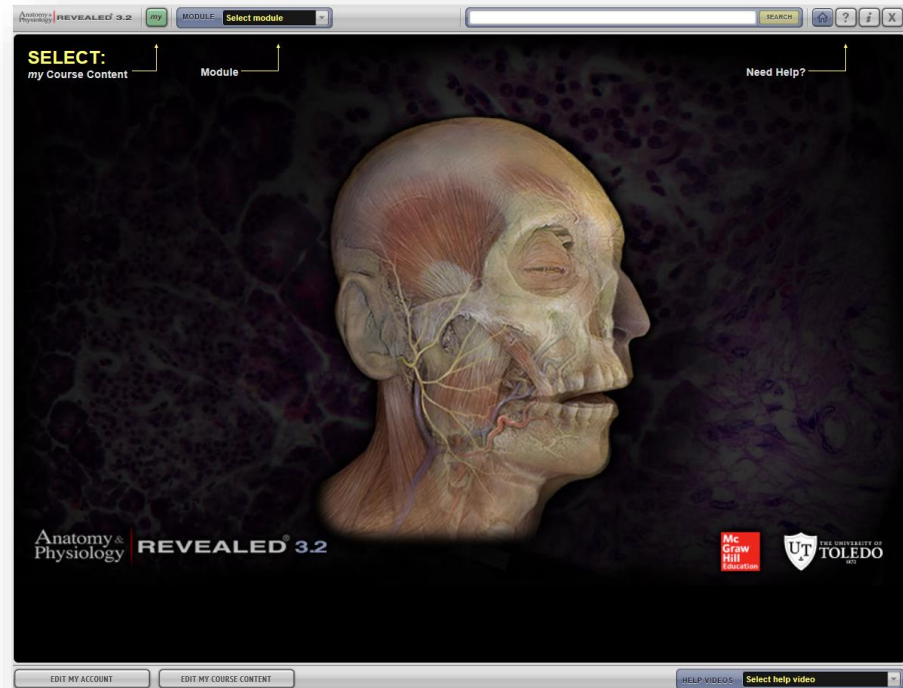 Anatomy &
Physiology REVEALED® 3.2
my
MODULE Select module
SEARCH
? i X
SELECT:
my Course Content
Module
Need Help?
Anatomy &
Physiology REVEALED® 3.2
Mc
Graw
Hill
Education
UT
THE UNIVERSITY OF
TOLEDO
1872
EDIT MY ACCOUNT
EDIT MY COURSE CONTENT
HELP VIDEOS Select help video